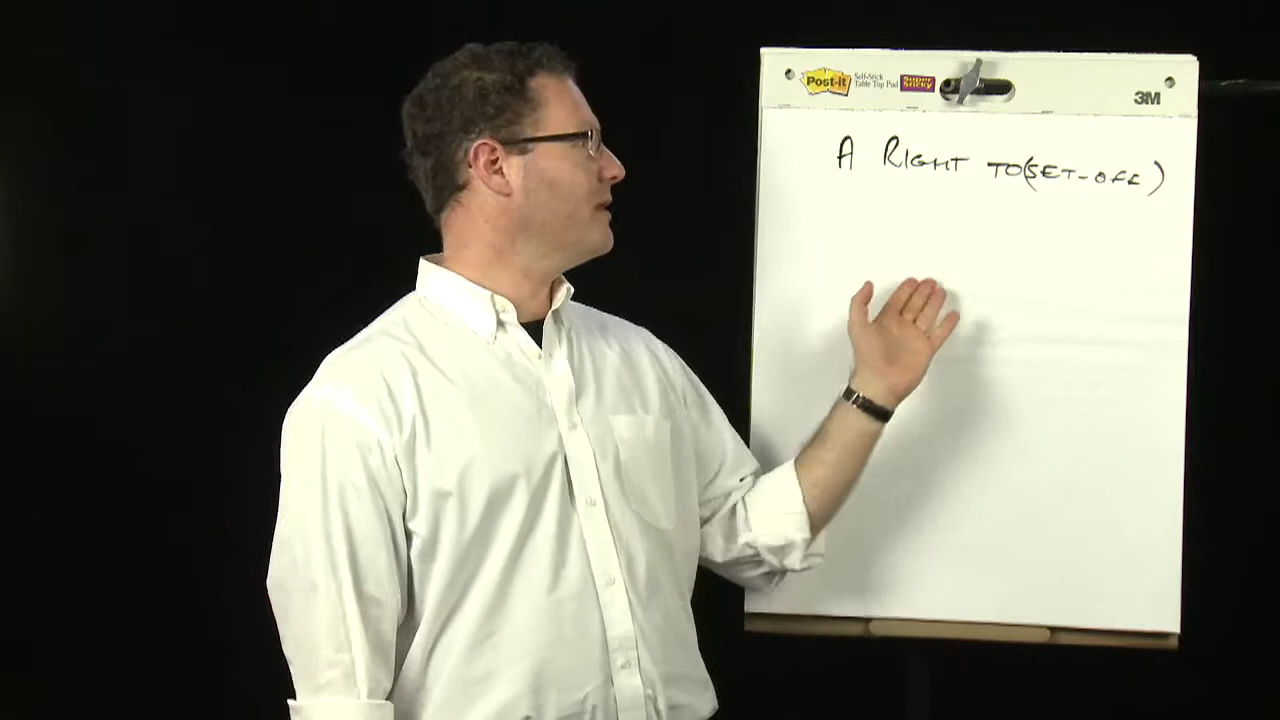 Post-it
Self-Stick
Table Top Pad
Super
Sticky
3M
A RIGHT TO (SET-OFF)